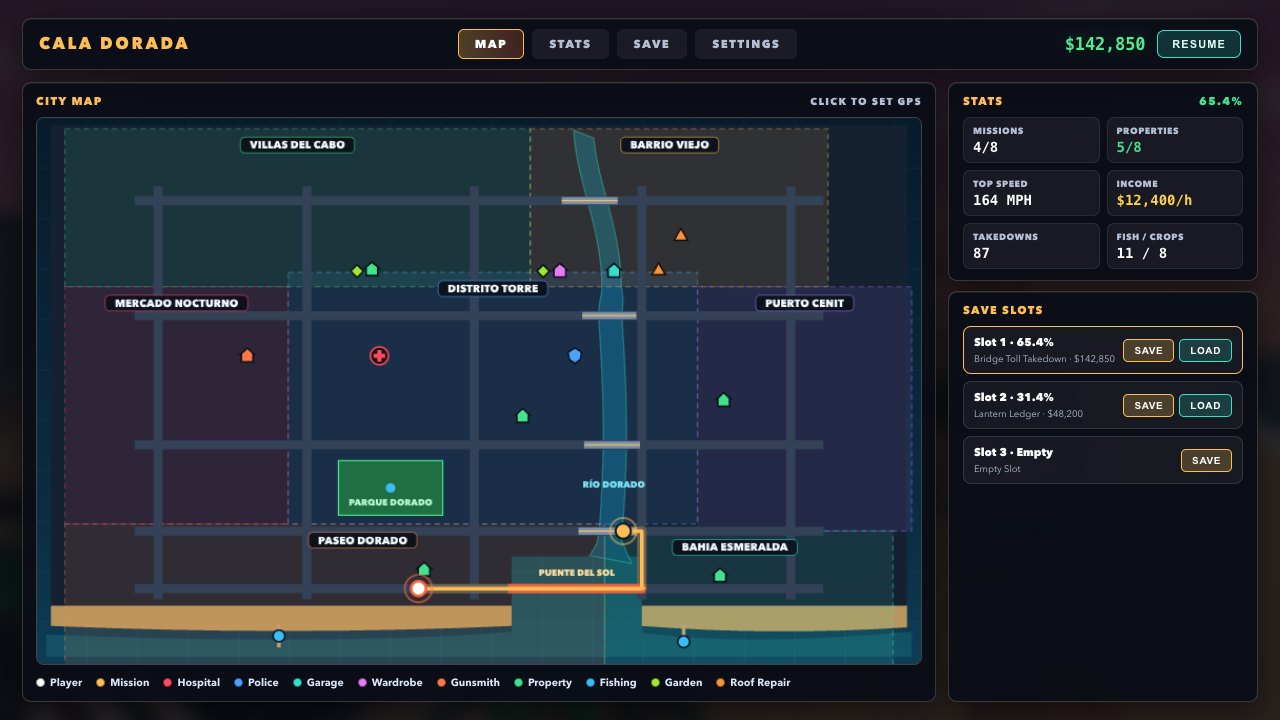 CALA DORADA
MAP
STATS
SAVE
SETTINGS
$142,850
RESUME
CITY MAP
CLICK TO SET GPS
VILLAS DEL CABO
BARRIO VIEJO
DISTRITO TORRE
MERCADO NOCTURNO
PUERTO CENIT
RÍO DORADO
PARQUE DORADO
PASEO DORADO
BAHIA ESMERALDA
PUENTE DEL SOL
Player
Mission
Hospital
Police
Garage
Wardrobe
Gunsmith
Property
Fishing
Garden
Roof Repair
STATS
65.4%
MISSIONS
4/8
PROPERTIES
5/8
TOP SPEED
164 MPH
INCOME
$12,400/h
TAKEDOWNS
87
FISH / CROPS
11 / 8
SAVE SLOTS
Slot 1 · 65.4%
Bridge Toll Takedown · $142,850
SAVE
LOAD
Slot 2 · 31.4%
Lantern Ledger · $48,200
SAVE
LOAD
Slot 3 · Empty
Empty Slot
SAVE